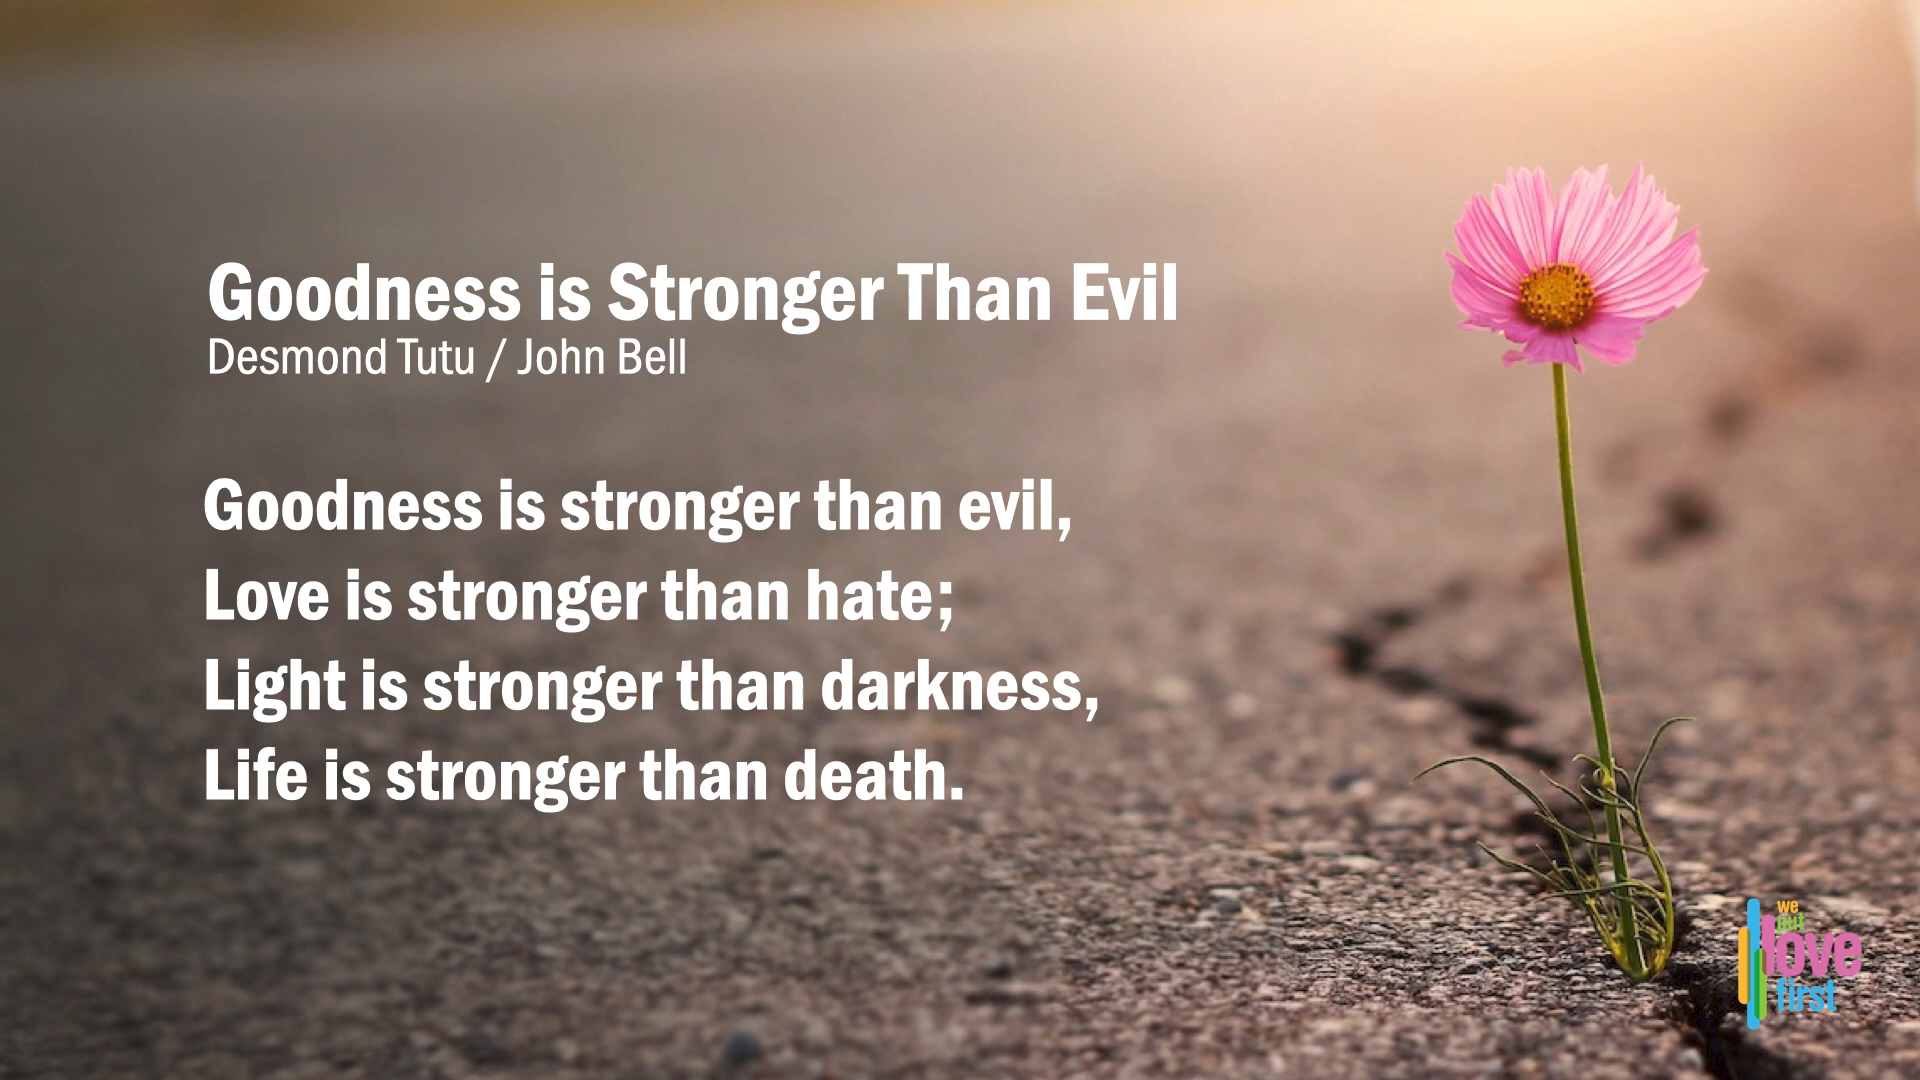 Goodness is Stronger Than Evil
Desmond Tutu / John Bell
Goodness is stronger than evil,
Love is stronger than hate;
Light is stronger than darkness,
Life is stronger than death.
we
put
love
first